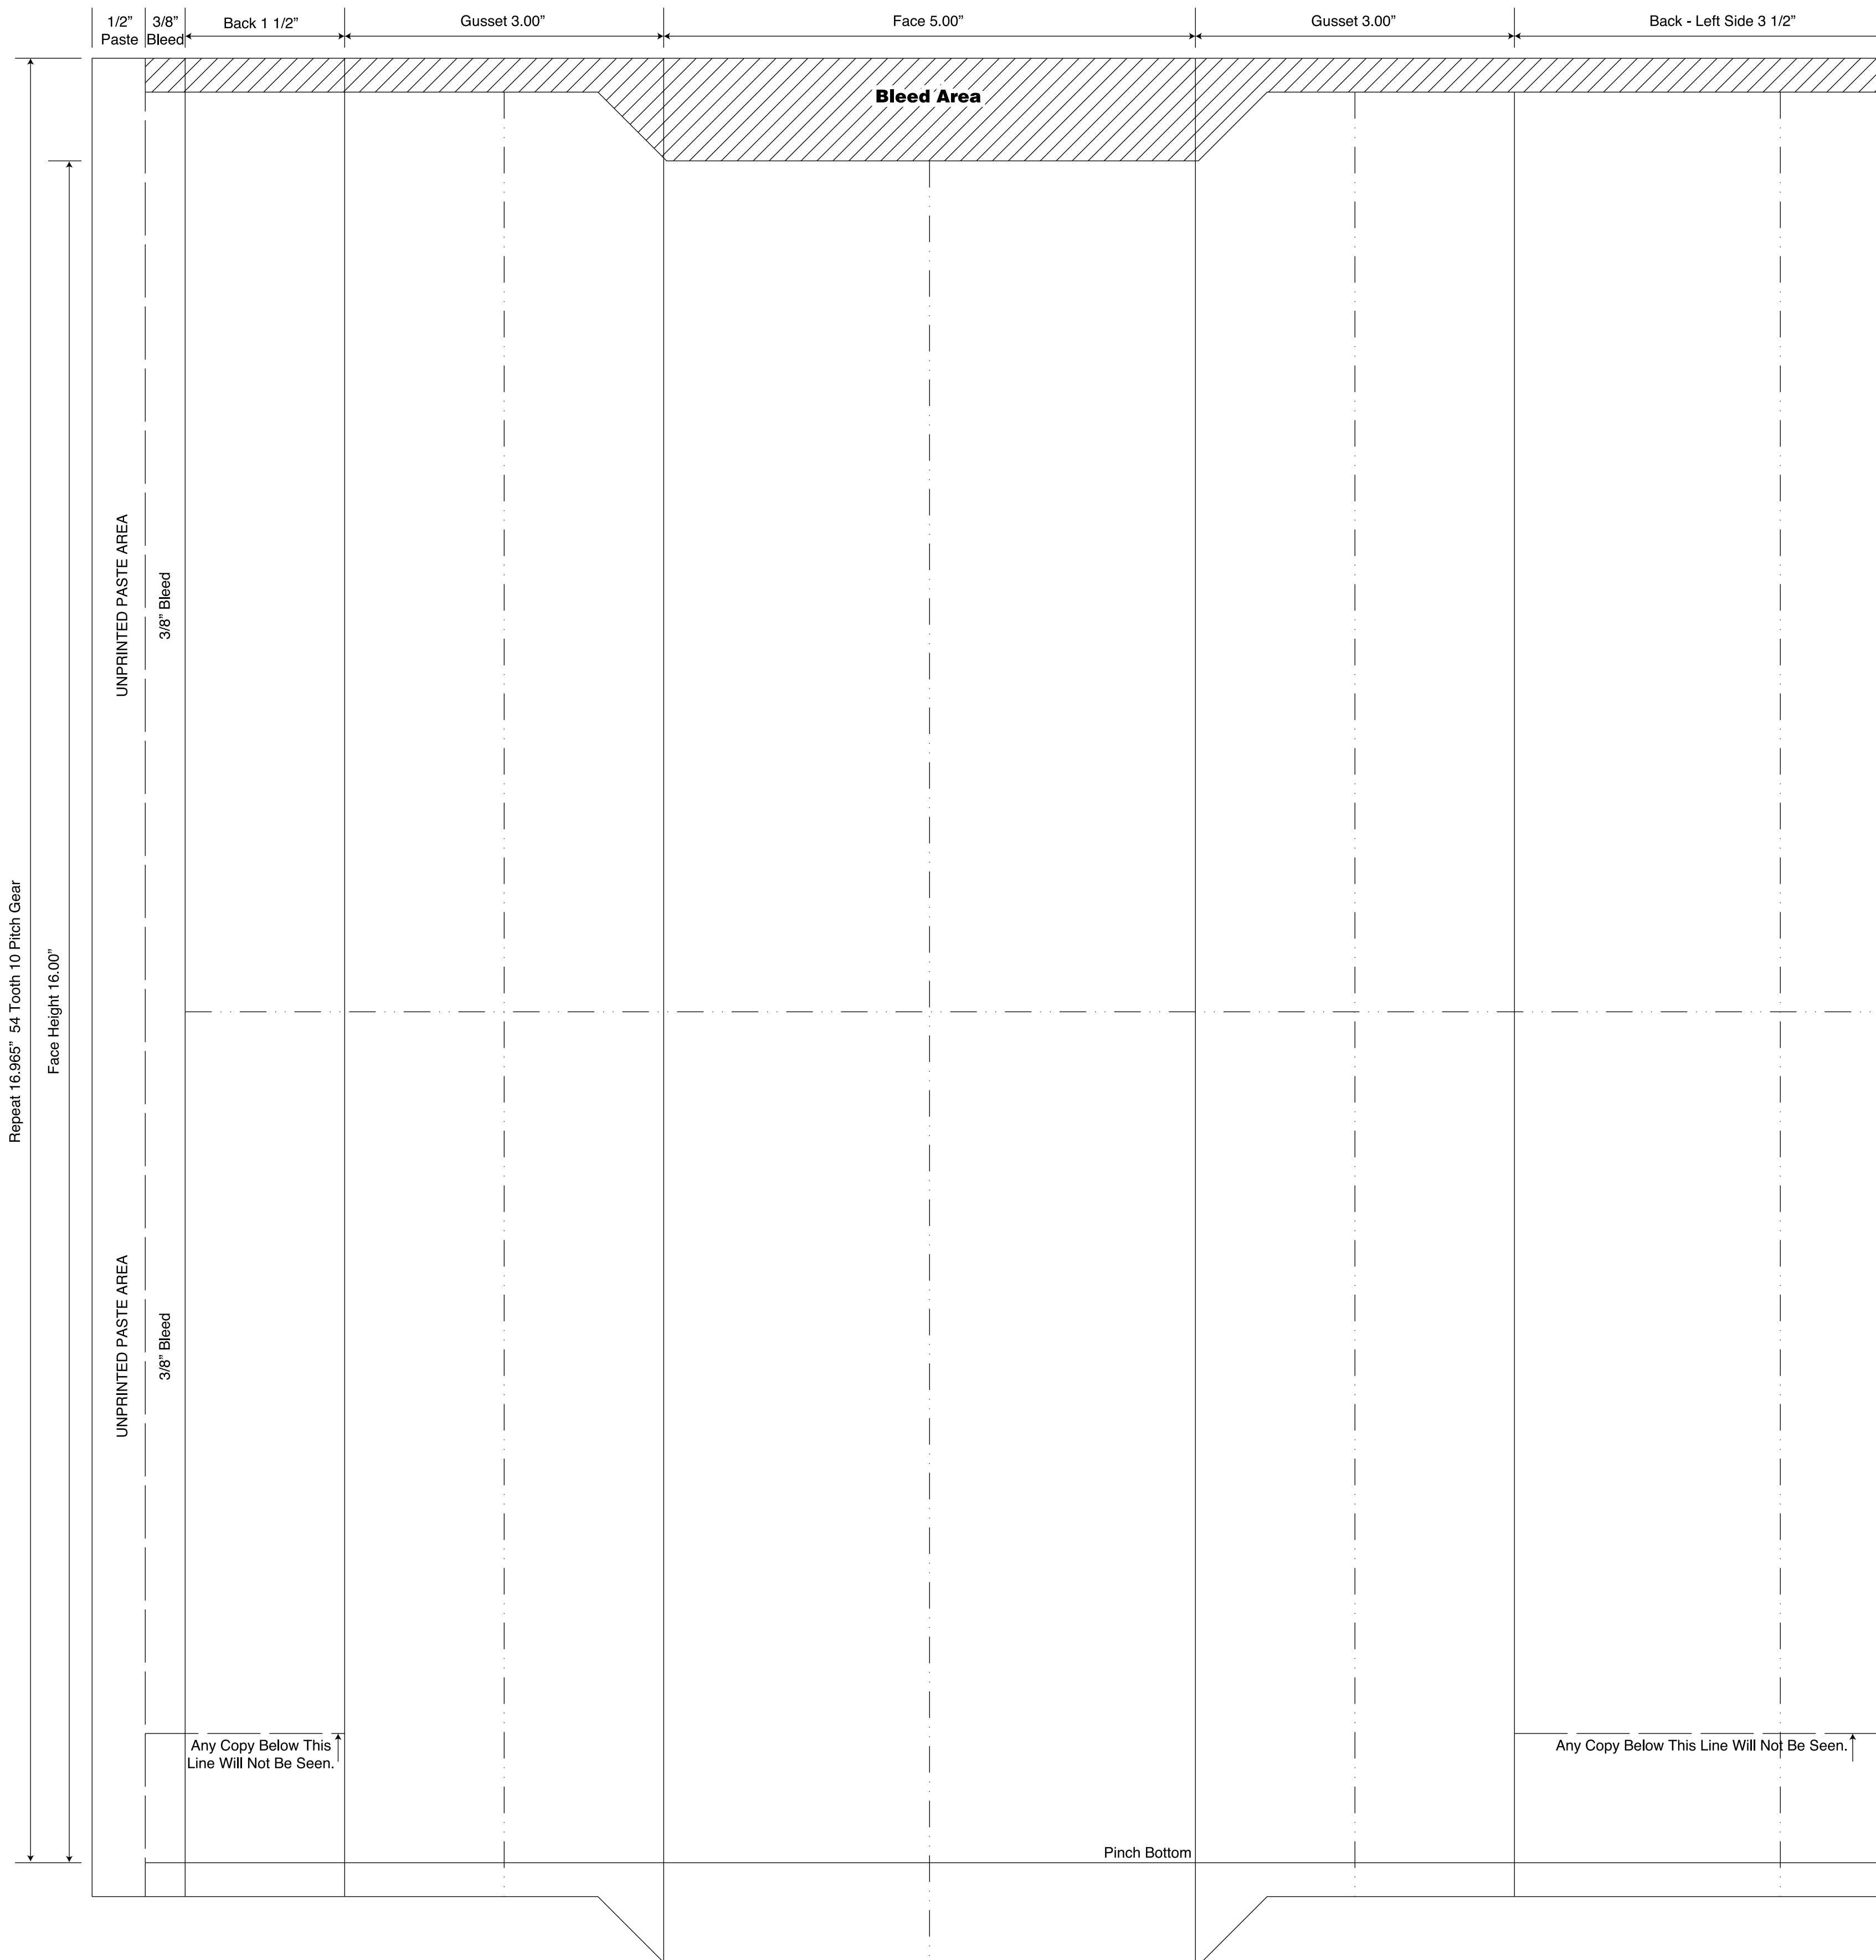 1/2” 3/8” Back 1 1/2” Gusset 3.00” Face 5.00” Gusset 3.00” Back - Left Side 3 1/2”
Paste Bleed
Bleed Area
UNPRINTED PASTE AREA
3/8” Bleed
Repeat 16.965” 54 Tooth 10 Pitch Gear
Face Height 16.00”
UNPRINTED PASTE AREA
3/8” Bleed
Any Copy Below This
Line Will Not Be Seen.
Any Copy Below This Line Will Not Be Seen.
Pinch Bottom